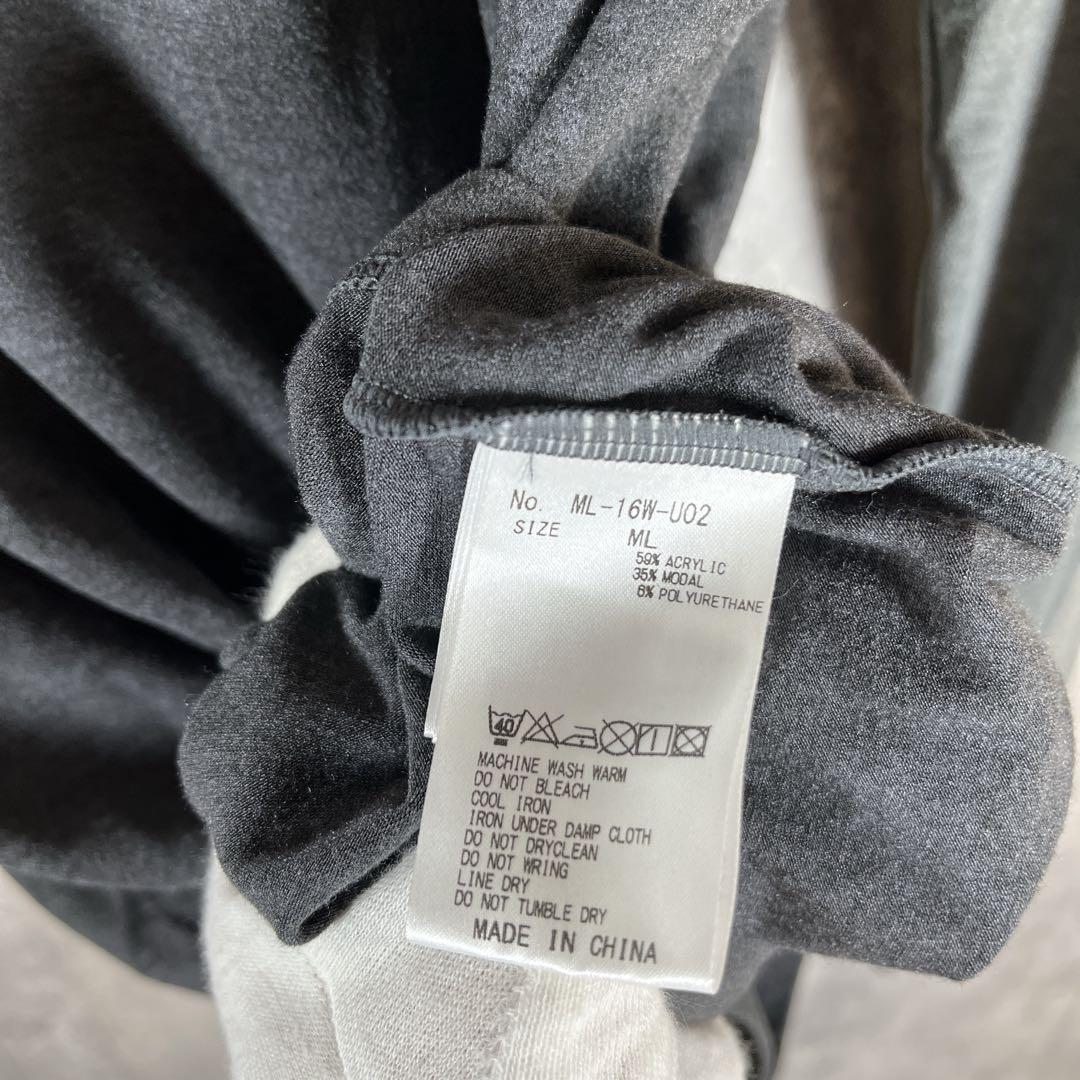 No. ML-16W-U02
SIZE ML
59% ACRYLIC
35% MODAL
6% POLYURETHANE
40
MACHINE WASH WARM
DO NOT BLEACH
COOL IRON
IRON UNDER DAMP CLOTH
DO NOT DRYCLEAN
DO NOT WRING
LINE DRY
DO NOT TUMBLE DRY
MADE IN CHINA